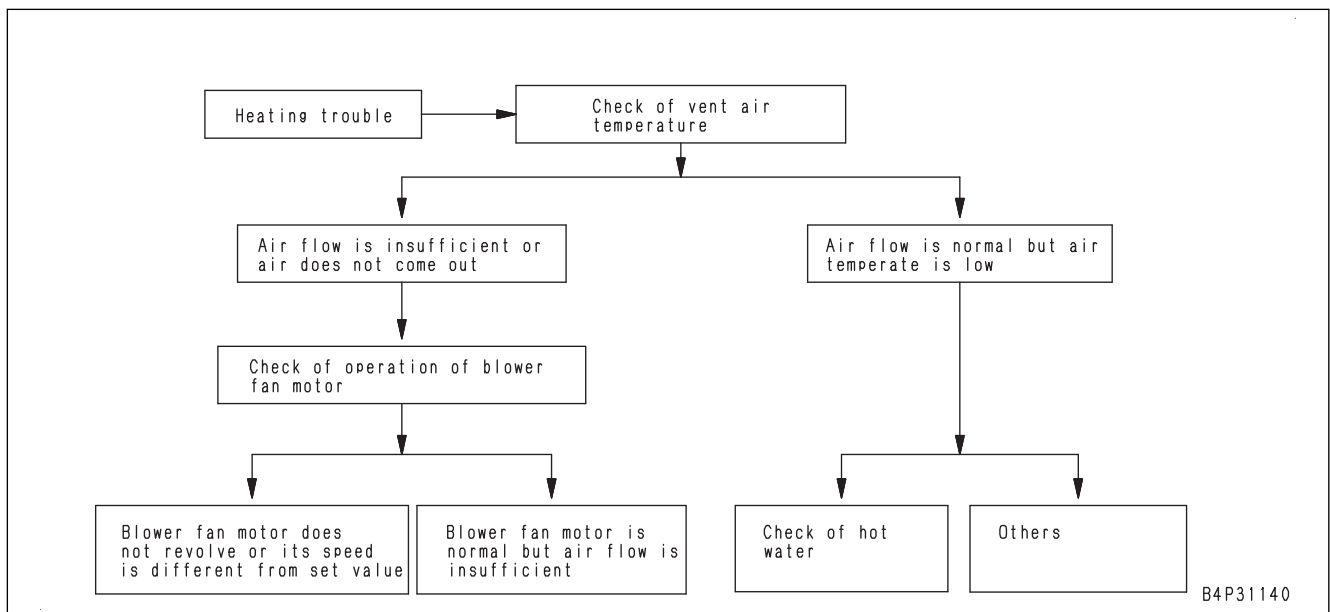 Heating trouble
Check of vent air
temperature
Air flow is insufficient or
air does not come out
Air flow is normal but air
temperate is low
Check of operation of blower
fan motor
Blower fan motor does
not revolve or its speed
is different from set value
Blower fan motor is
normal but air flow is
insufficient
Check of hot
water
Others
B4P31140